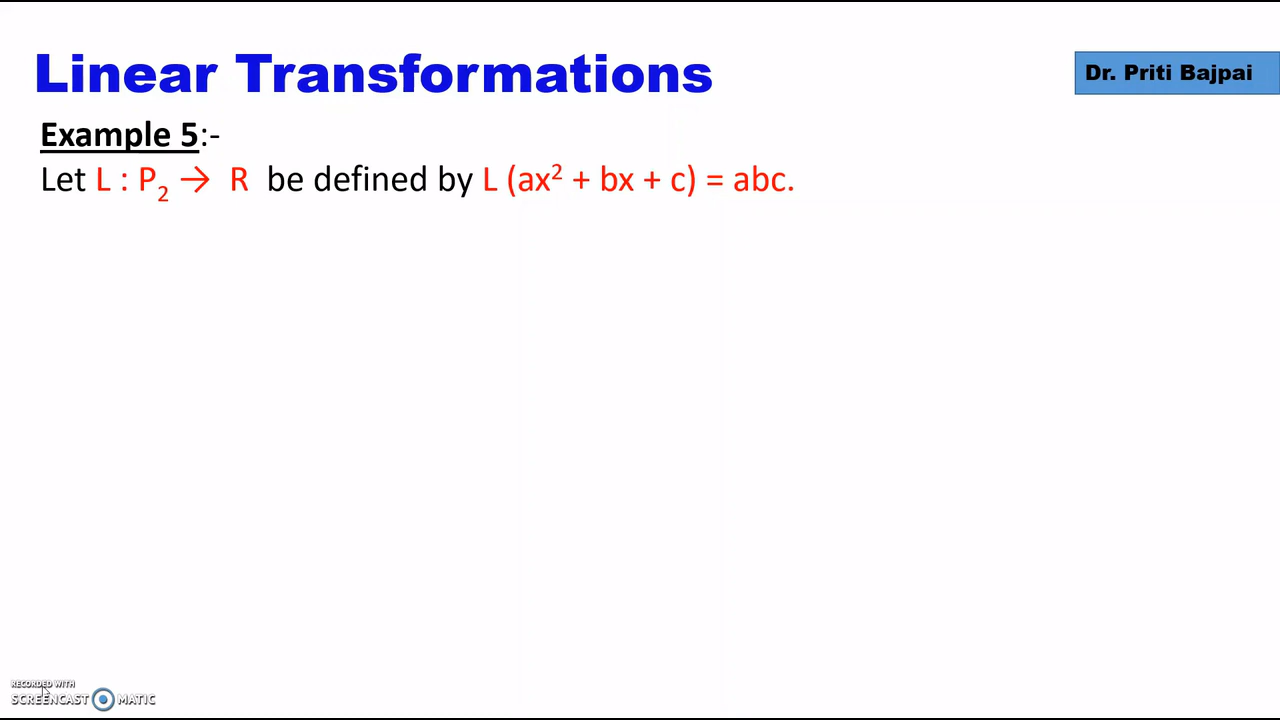 Linear Transformations
Dr. Priti Bajpai
Example 5:-
Let L : P₂ → R be defined by L (ax² + bx + c) = abc.
RECORDED WITH
SCREENCAST MATIC